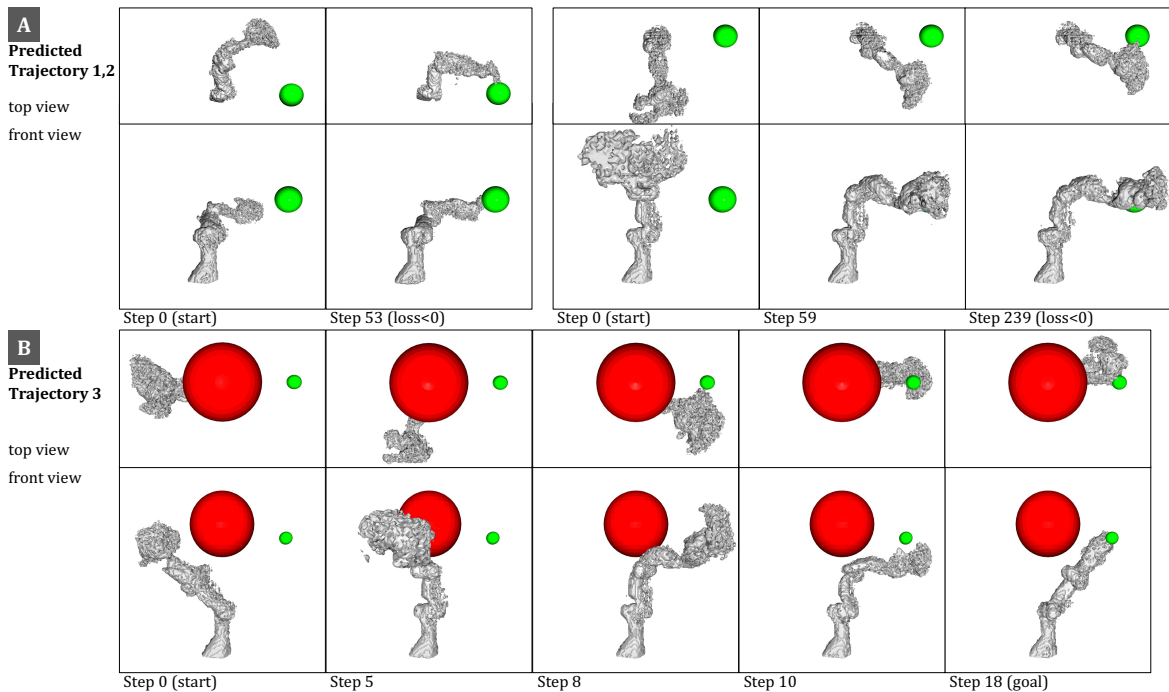 A
Predicted
Trajectory 1,2
top view
front view
Step 0 (start)
Step 53 (loss<0)
Step 0 (start)
Step 59
Step 239 (loss<0)
B
Predicted
Trajectory 3
top view
front view
Step 0 (start)
Step 5
Step 8
Step 10
Step 18 (goal)